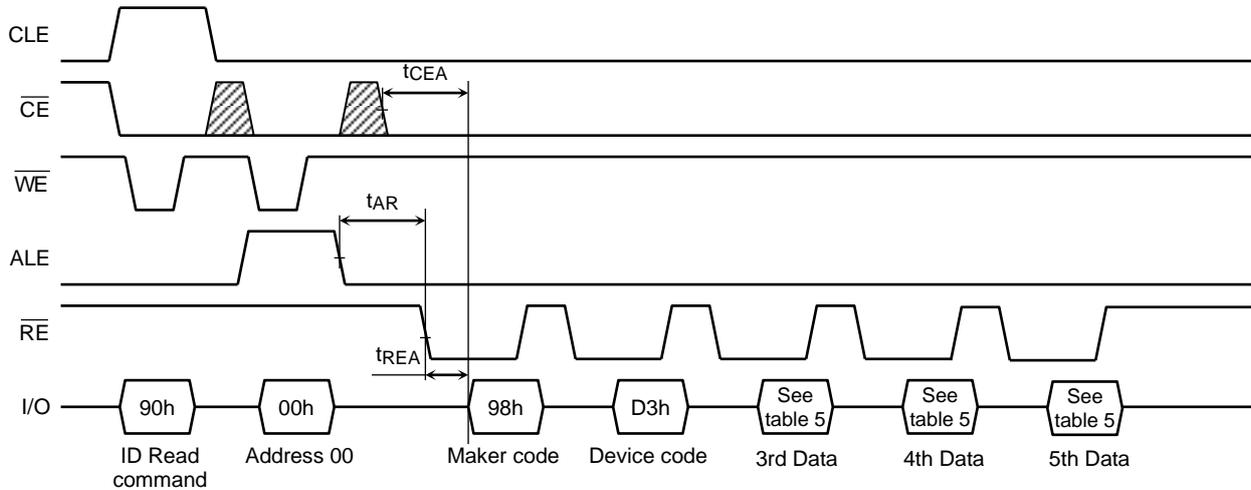 CLE
tCEA
CE
WE
tAR
ALE
RE
tREA
I/O
90h
00h
98h
D3h
See
table 5
See
table 5
See
table 5
ID Read
command
Address 00
Maker code
Device code
3rd Data
4th Data
5th Data